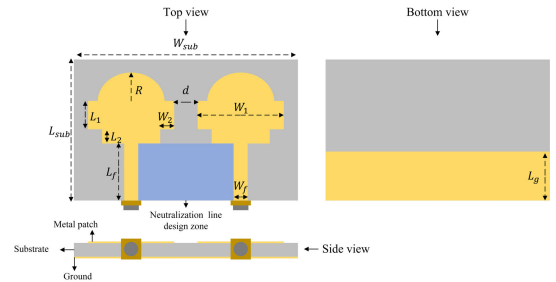 Top view
Bottom view
W_sub
R
d
L_1
W_1
W_2
L_2
L_sub
L_f
W_f
L_g
Neutralization line
design zone
Metal patch
Substrate
Side view
Ground